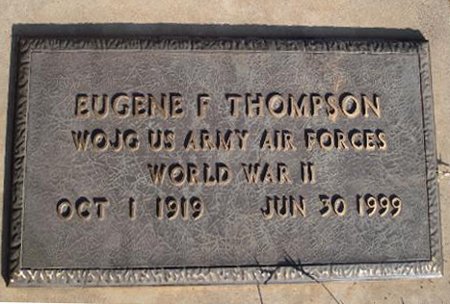 EUGENE F THOMPSON
WOJG US ARMY AIR FORCES
WORLD WAR II
OCT 1 1919 JUN 30 1999